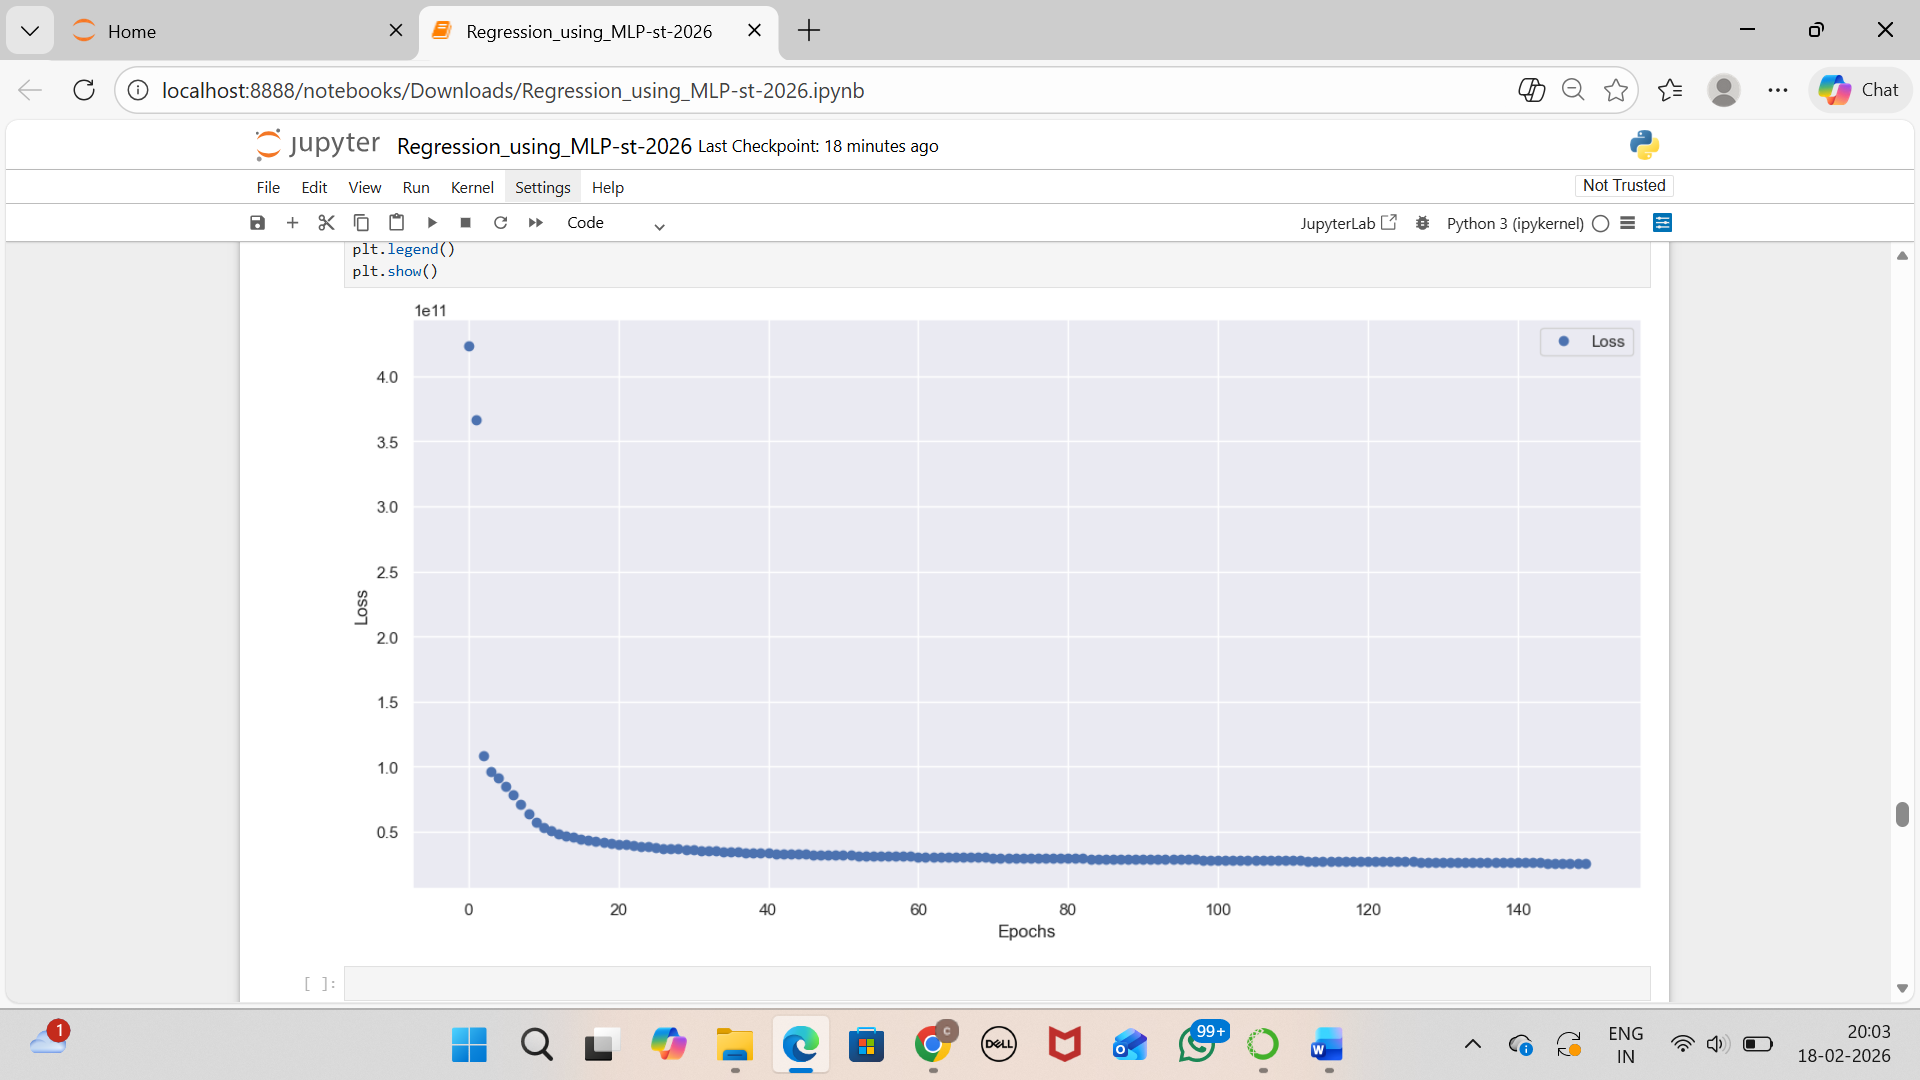 Home
Regression_using_MLP-st-2026
localhost:8888/notebooks/Downloads/Regression_using_MLP-st-2026.ipynb
Chat
jupyter Regression_using_MLP-st-2026 Last Checkpoint: 18 minutes ago
File Edit View Run Kernel Settings Help
Not Trusted
Code
JupyterLab
Python 3 (ipykernel)
plt.legend()
plt.show()
1e11
Loss
4.0
3.5
3.0
2.5
2.0
1.5
1.0
0.5
Loss
0 20 40 60 80 100 120 140
Epochs
[ ]:
1
C
DELL
99+
ENG
IN
20:03
18-02-2026